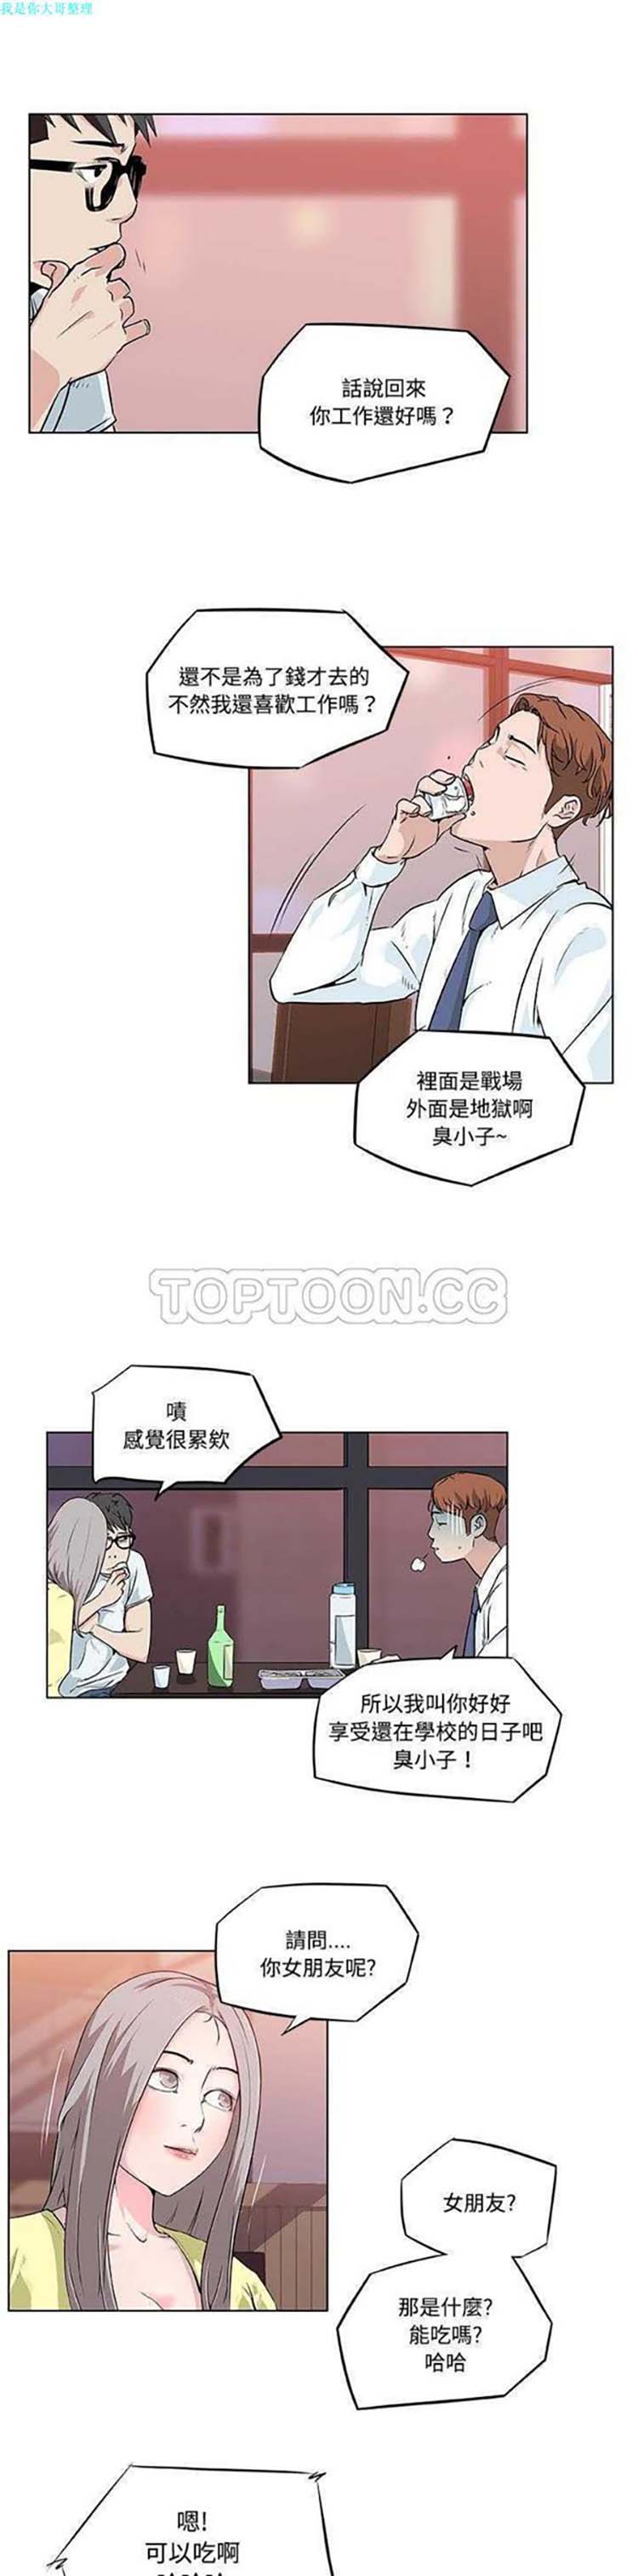 我是你大哥整理
話說回來
你工作還好嗎？
還不是為了錢才去的
不然我還喜歡工作嗎？
裡面是戰場
外面是地獄啊
臭小子~
TOPTOON.CC
嘖
感覺很累欸
所以我叫你好好
享受還在學校的日子吧
臭小子！
請問....
你女朋友呢?
女朋友?
那是什麼?
能吃嗎?
哈哈
嗯!
可以吃啊